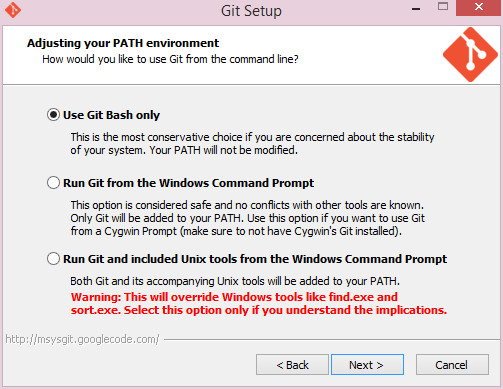 Git Setup
Adjusting your PATH environment
How would you like to use Git from the command line?
Use Git Bash only
This is the most conservative choice if you are concerned about the stability
of your system. Your PATH will not be modified.
Run Git from the Windows Command Prompt
This option is considered safe and no conflicts with other tools are known.
Only Git will be added to your PATH. Use this option if you want to use Git
from a Cygwin Prompt (make sure to not have Cygwin's Git installed).
Run Git and included Unix tools from the Windows Command Prompt
Both Git and its accompanying Unix tools will be added to your PATH.
Warning: This will override Windows tools like find.exe and
sort.exe. Select this option only if you understand the implications.
http://msysgit.googlecode.com/
< Back
Next >
Cancel